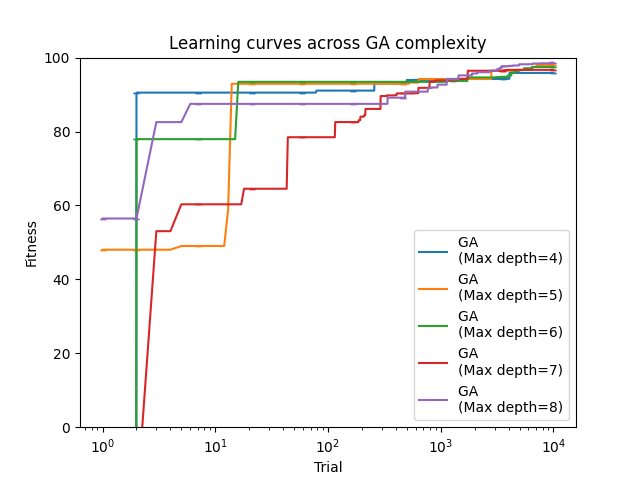 Learning curves across GA complexity
Fitness
100
80
60
40
20
0
GA
(Max depth=4)
GA
(Max depth=5)
GA
(Max depth=6)
GA
(Max depth=7)
GA
(Max depth=8)
10⁰
10¹
10²
10³
10⁴
Trial